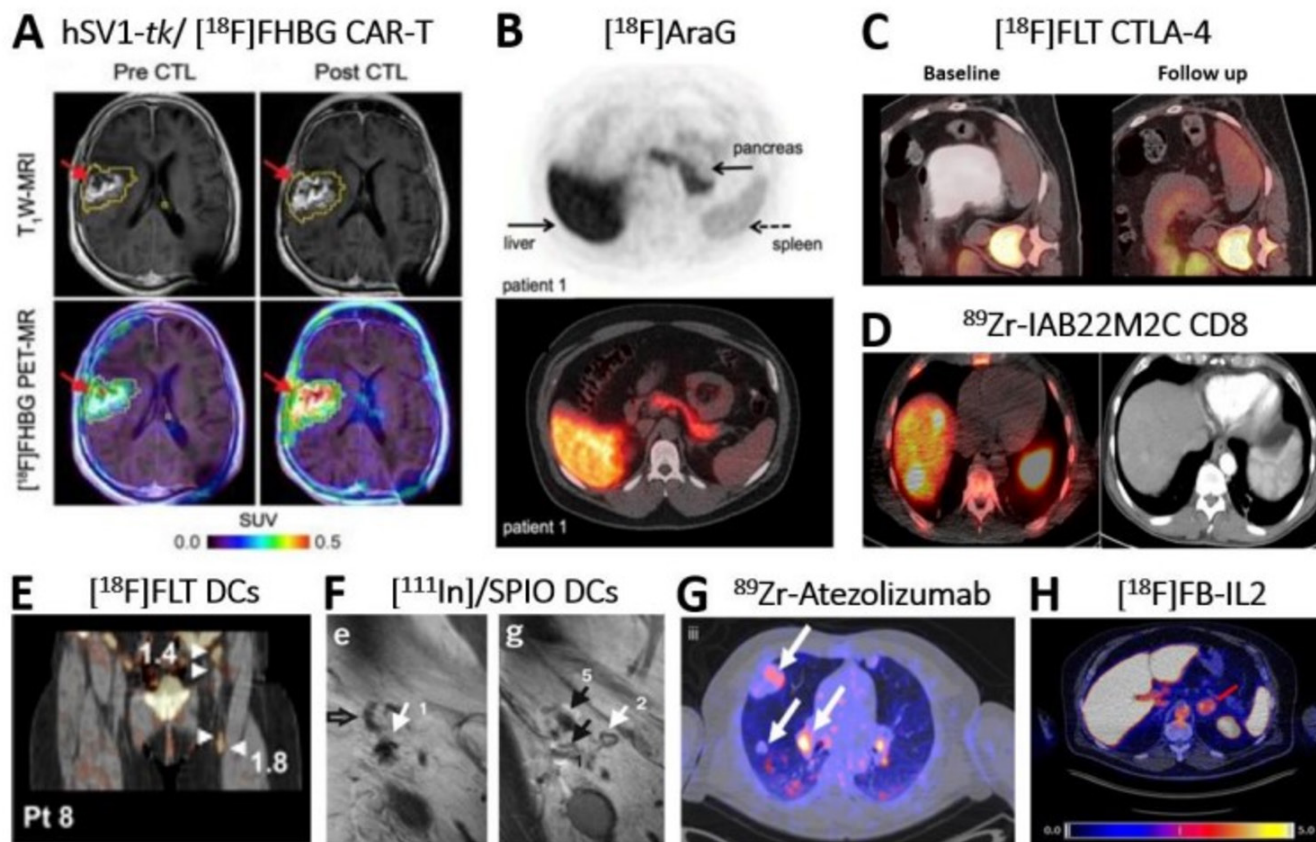 A hSV1-tk/ [¹⁸F]FHBG CAR-T
Pre CTL Post CTL
T₁W-MRI
[¹⁸F]FHBG PET-MR
SUV
0.0 0.5
B [¹⁸F]AraG
pancreas
liver
spleen
patient 1
patient 1
C [¹⁸F]FLT CTLA-4
Baseline Follow up
D ⁸⁹Zr-IAB22M2C CD8
E [¹⁸F]FLT DCs
1.4
1.8
Pt 8
F [¹¹¹In]/SPIO DCs
e
1
g
5
2
1
G ⁸⁹Zr-Atezolizumab
iii
H [¹⁸F]FB-IL2
0.0 5.0